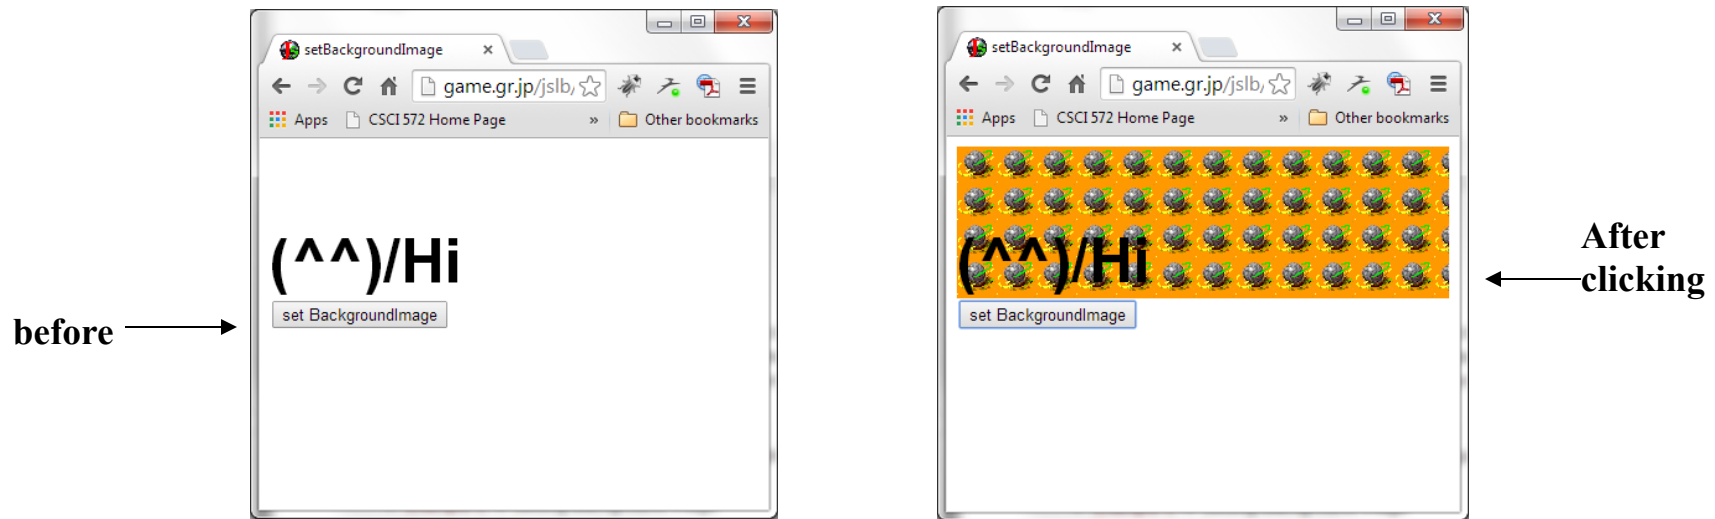 setBackgroundImage
game.gr.jp/jslb,
Apps CSCI 572 Home Page » Other bookmarks
(^^)/Hi
set BackgroundImage
before
setBackgroundImage
game.gr.jp/jslb,
Apps CSCI 572 Home Page » Other bookmarks
(^^)/Hi
set BackgroundImage
After
clicking